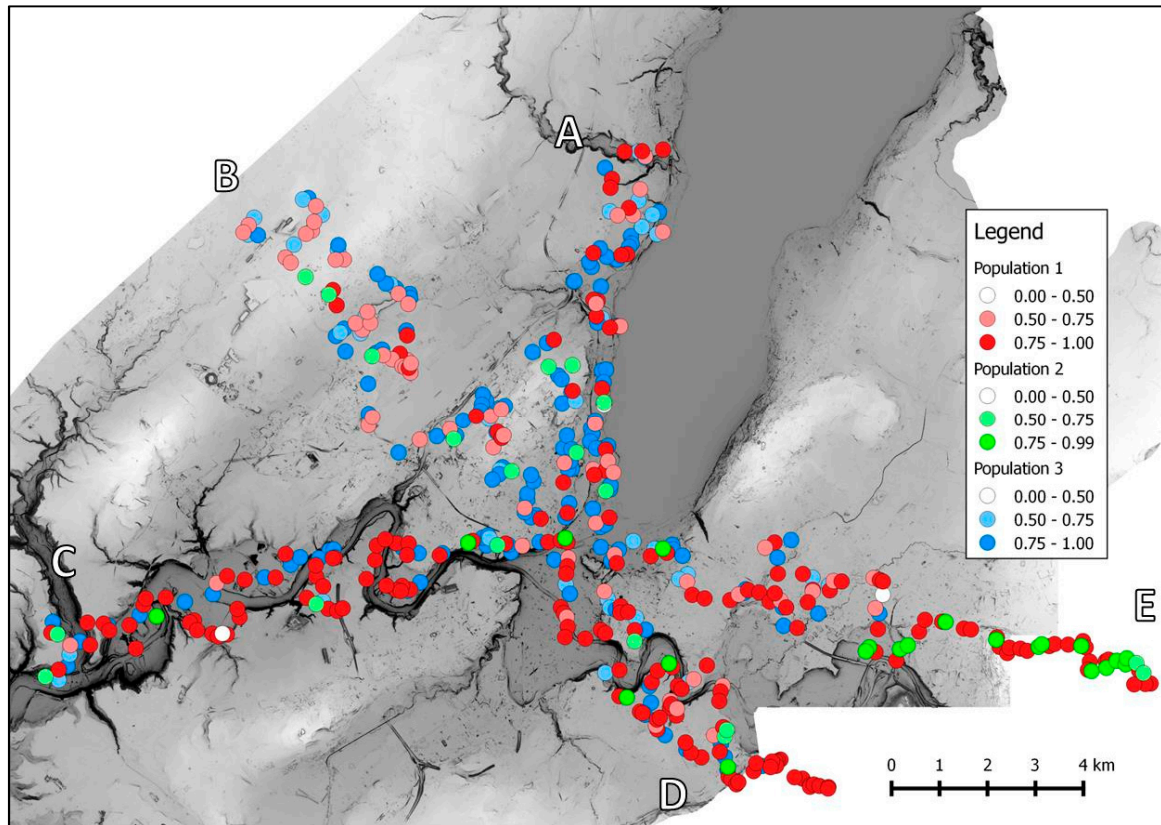 A
B
Legend
Population 1
0.00 - 0.50
0.50 - 0.75
0.75 - 1.00
Population 2
0.00 - 0.50
0.50 - 0.75
0.75 - 0.99
Population 3
0.00 - 0.50
0.50 - 0.75
0.75 - 1.00
C
E
D
0 1 2 3 4 km